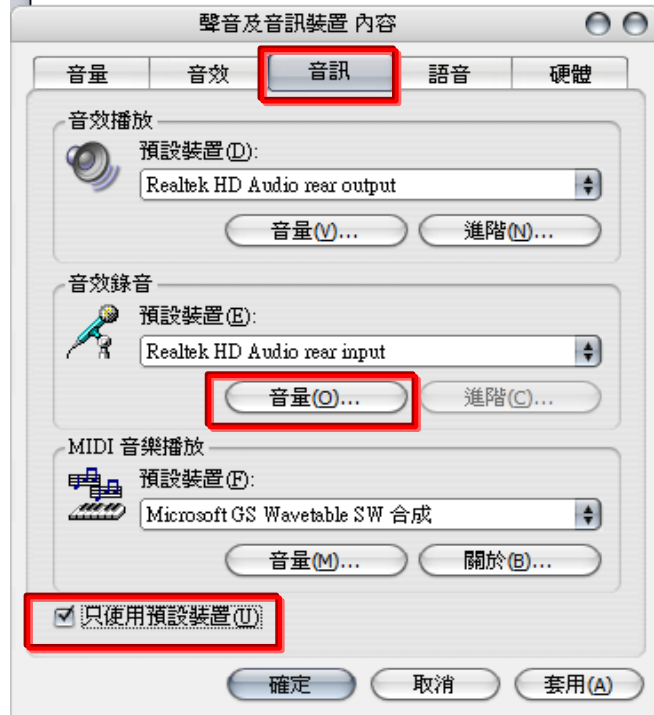 聲音及音訊裝置 內容
音量 音效 音訊 語音 硬體
音效播放
預設裝置(D):
Realtek HD Audio rear output
音量(V)... 進階(N)...
音效錄音
預設裝置(E):
Realtek HD Audio rear input
音量(O)... 進階(C)...
MIDI 音樂播放
預設裝置(F):
Microsoft GS Wavetable SW 合成
音量(M)... 關於(B)...
只使用預設裝置(U)
確定 取消 套用(A)